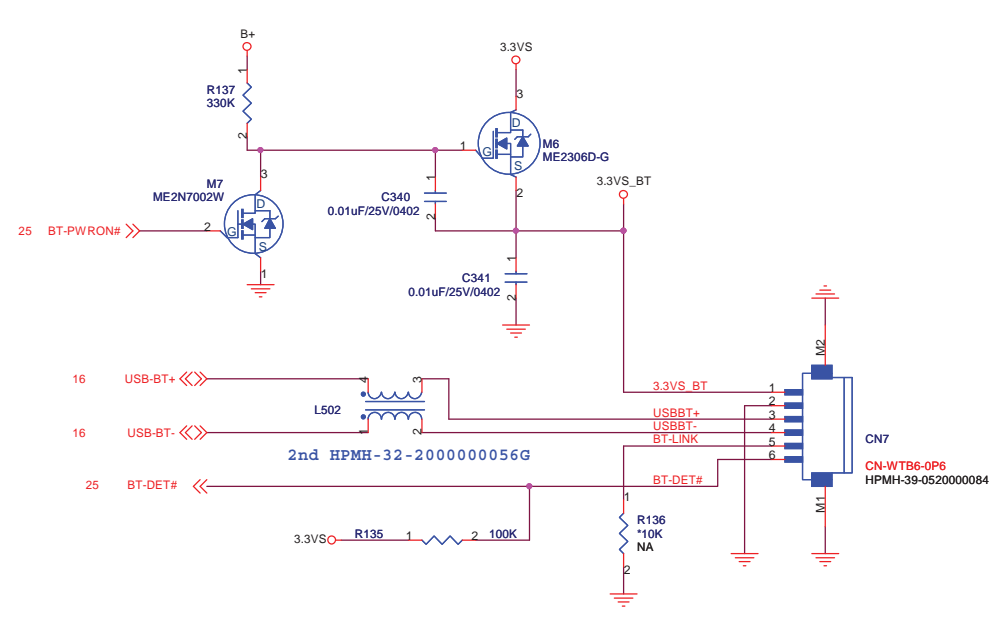 B+
3.3VS
1
R137
330K
2
3
D
M6
ME2306D-G
1
G
S
2
3
M7
ME2N7002W
D
G
S
2
1
25 BT-PWRON#
1
C340
0.01uF/25V/0402
2
3.3VS_BT
1
C341
0.01uF/25V/0402
2
M2
16 USB-BT+
4
3
L502
16 USB-BT-
1
2
2nd HPMH-32-2000000056G
3.3VS_BT
1
2
USBBT+
3
USBBT-
4
BT-LINK
5
BT-DET#
6
CN7
CN-WTB6-0P6
HPMH-39-0520000084
M1
25 BT-DET#
3.3VS
R135
1
2
100K
1
R136
*10K
NA
2